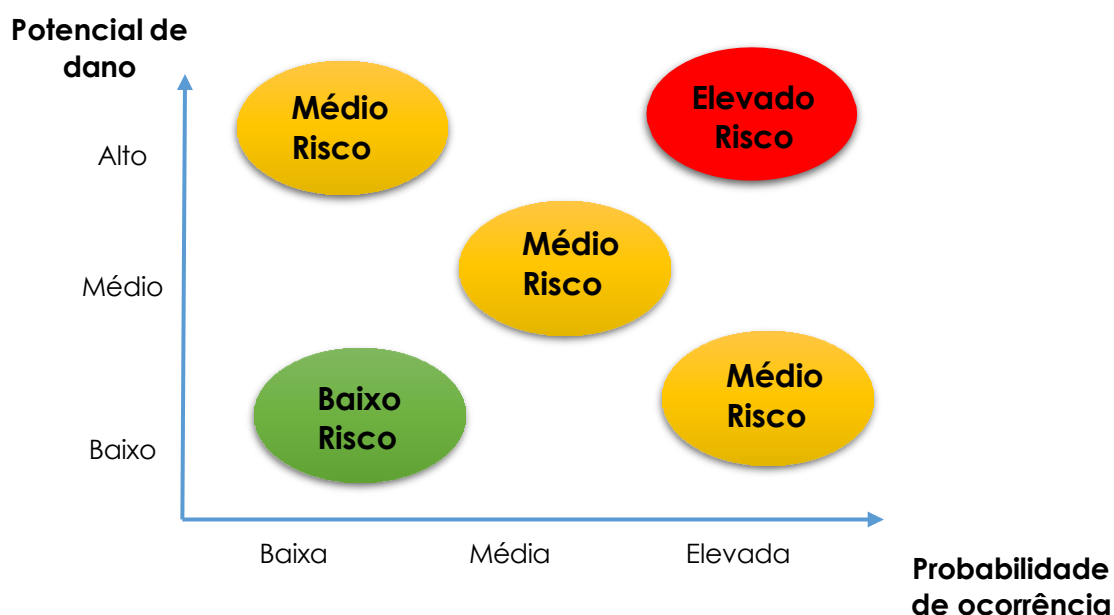 Potencial de
dano
Médio
Risco
Elevado
Risco
Alto
Médio
Risco
Médio
Médio
Risco
Baixo
Risco
Baixo
Baixa
Média
Elevada
Probabilidade
de ocorrência